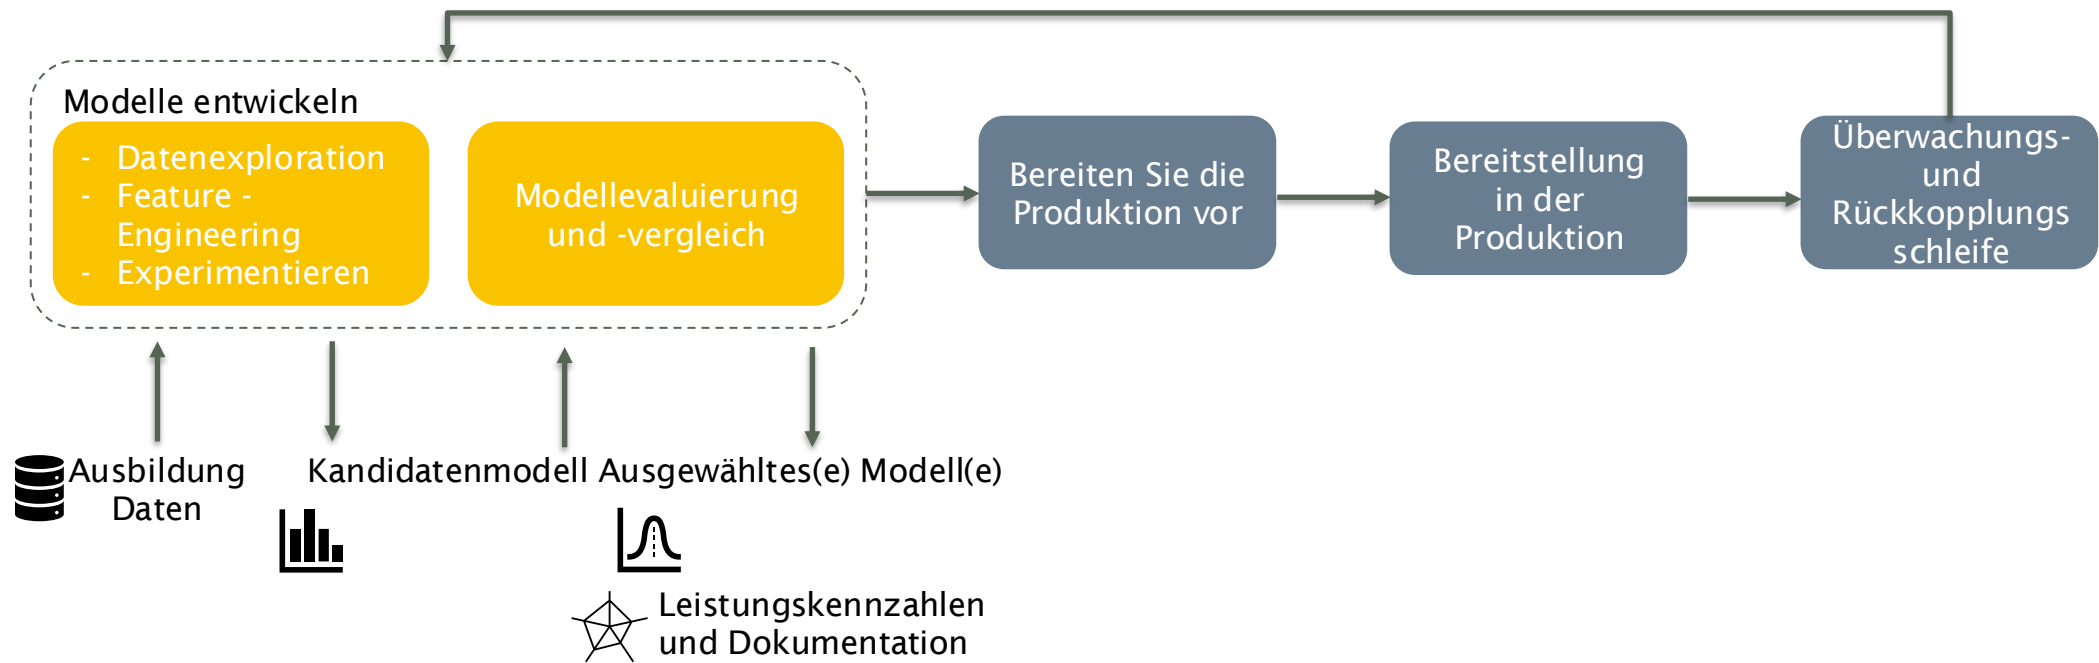 Modelle entwickeln
- Datenexploration
- Feature -
Engineering
- Experimentieren
Modellevaluierung
und -vergleich
Bereiten Sie die
Produktion vor
Bereitstellung
in der
Produktion
Überwachungs-
und
Rückkopplungs
schleife
Ausbildung
Daten
Kandidatenmodell
Ausgewähltes(e) Modell(e)
Leistungskennzahlen
und Dokumentation